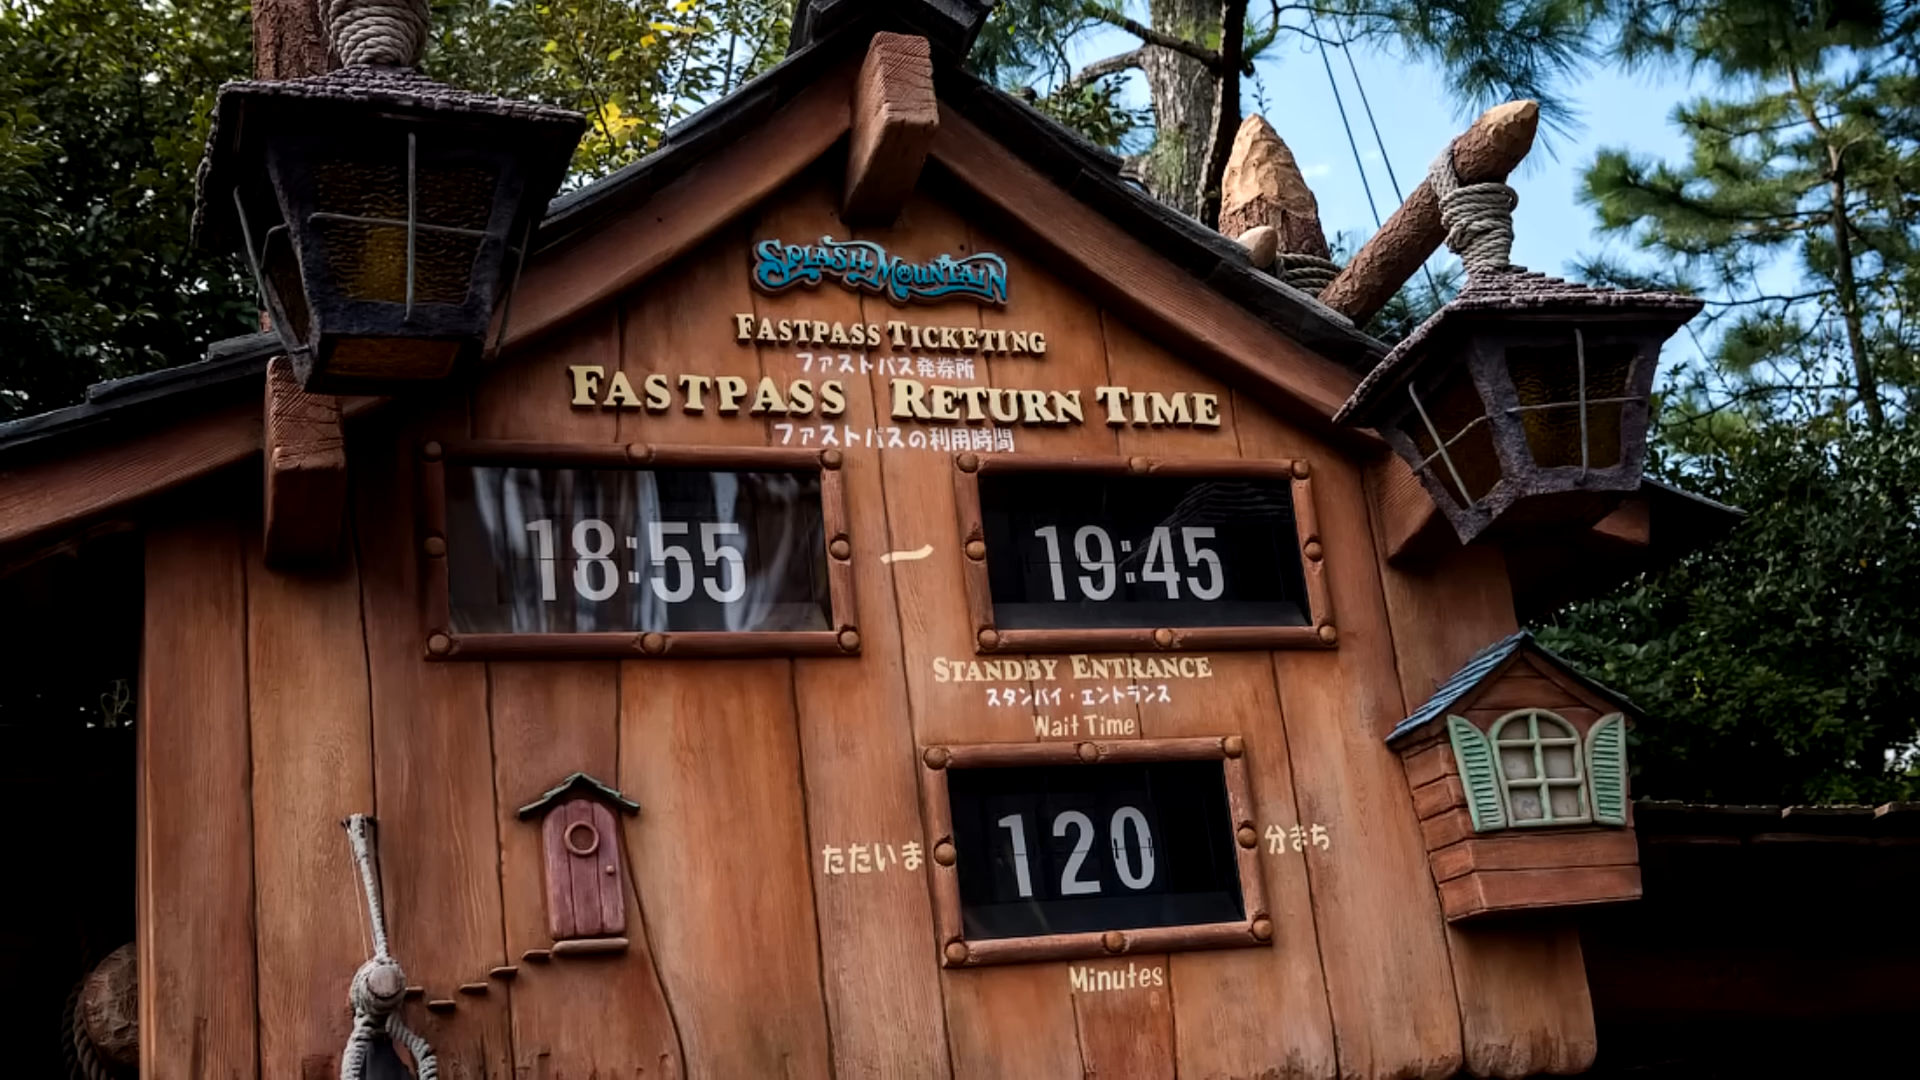 SPLASH MOUNTAIN
FASTPASS TICKETING
ファストパス発券所
FASTPASS RETURN TIME
ファストパスの利用時間
18:55 ー 19:45
STANDBY ENTRANCE
スタンバイ・エントランス
Wait Time
ただいま 120 分まち
Minutes